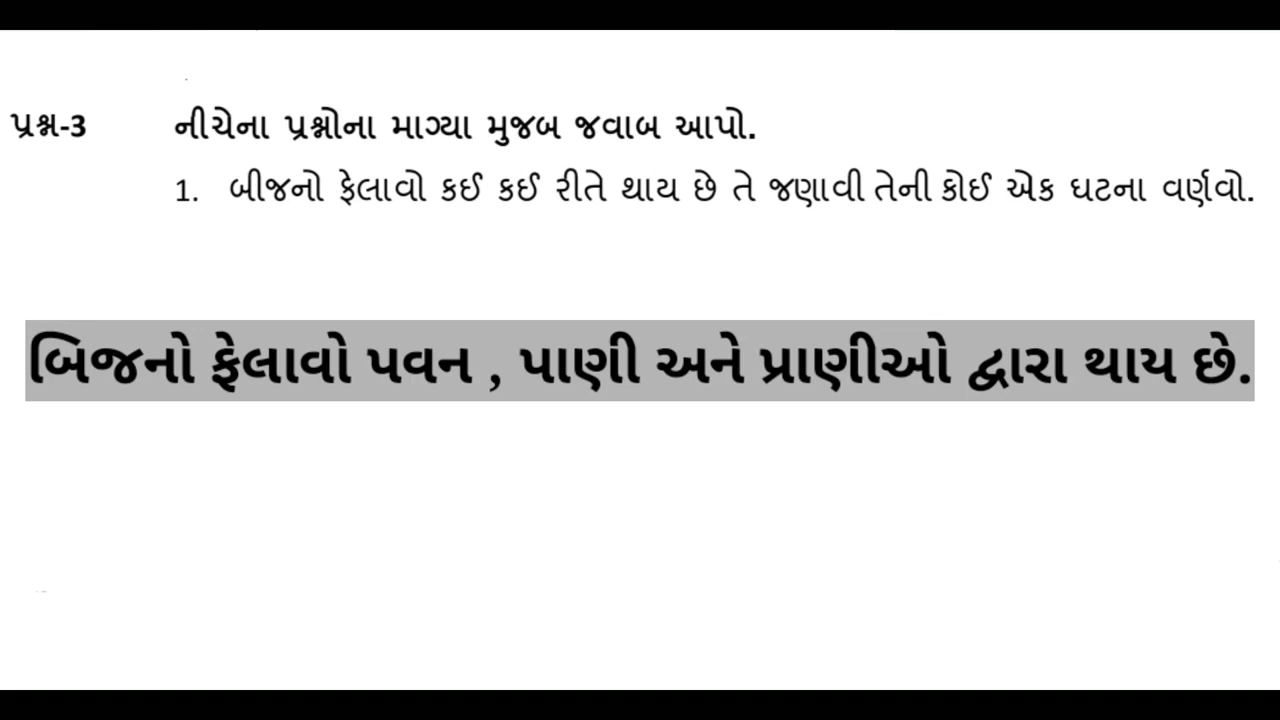 પ્રશ્ન-3 નીચેના પ્રશ્નોના માગ્યા મુજબ જવાબ આપો.
1. બીજનો ફેલાવો કઈ કઈ રીતે થાય છે તે જણાવી તેની કોઈ એક ઘટના વર્ણવો.
બિજનો ફેલાવો પવન , પાણી અને પ્રાણીઓ દ્વારા થાય છે.